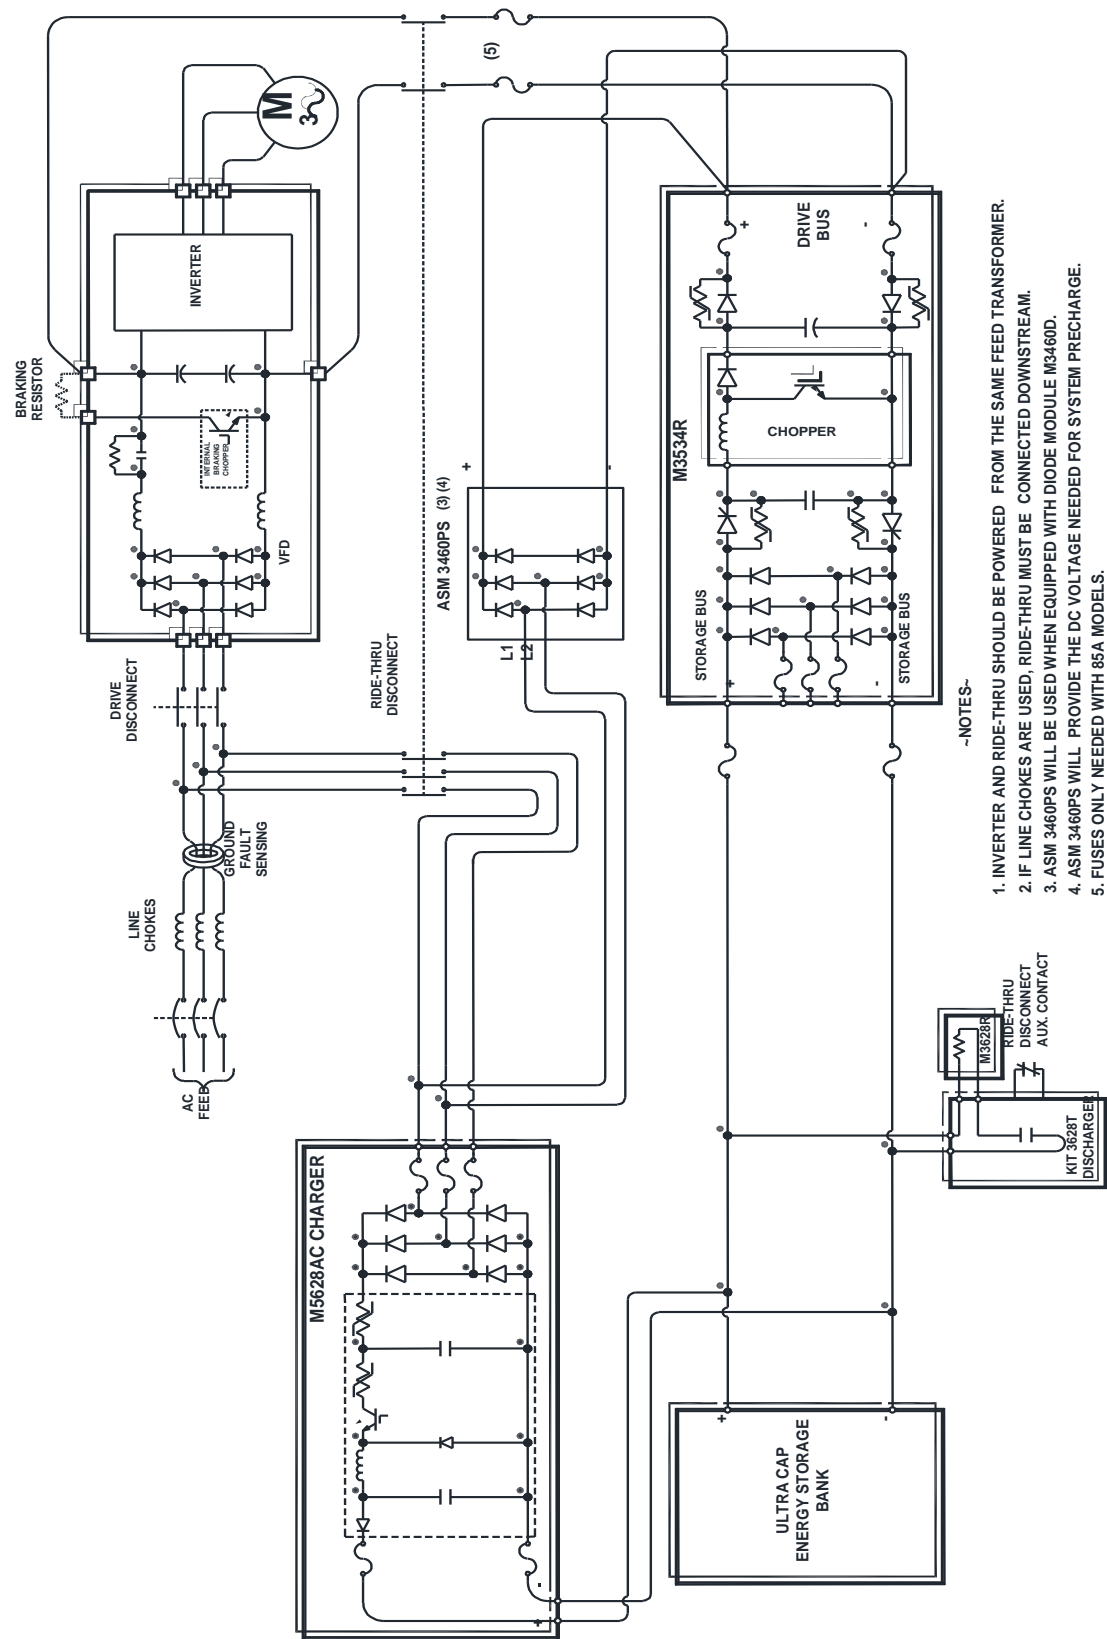 BRAKING
RESISTOR
M
3
INVERTER
INTERNAL
BRAKING
CHOPPER
VFD
(5)
DRIVE
DISCONNECT
RIDE-THRU
DISCONNECT
ASM 3460PS (3) (4)
+
-
L1
L2
LINE
CHOKES
GROUND
FAULT
SENSING
AC
FEED
M3534R
DRIVE
BUS
+
-
CHOPPER
STORAGE BUS
+
STORAGE BUS
-
M5628AC CHARGER
+
-
ULTRA CAP
ENERGY STORAGE
BANK
+
-
M3628R
RIDE-THRU
DISCONNECT
AUX. CONTACT
KIT 3628T
DISCHARGER
~NOTES~
1. INVERTER AND RIDE-THRU SHOULD BE POWERED FROM THE SAME FEED TRANSFORMER.
2. IF LINE CHOKES ARE USED, RIDE-THRU MUST BE CONNECTED DOWNSTREAM.
3. ASM 3460PS WILL BE USED WHEN EQUIPPED WITH DIODE MODULE M3460D.
4. ASM 3460PS WILL PROVIDE THE DC VOLTAGE NEEDED FOR SYSTEM PRECHARGE.
5. FUSES ONLY NEEDED WITH 85A MODELS.